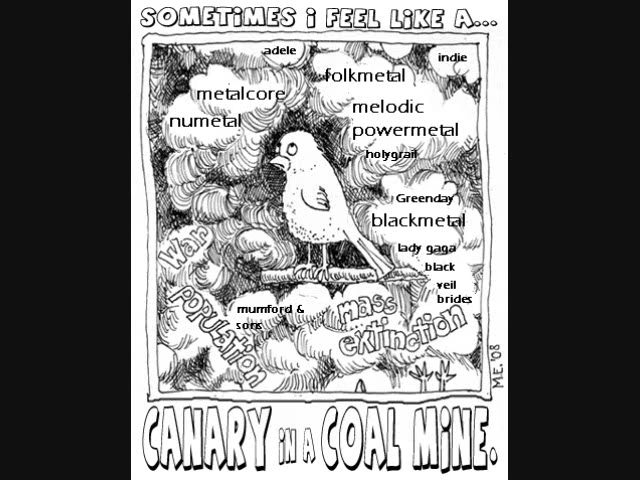 SOMETIMES I FEEL LIKE A...
adele
indie
folkmetal
metalcore
melodic
powermetal
numetal
holygrail
Greenday
blackmetal
lady gaga
black
veil
brides
WAR
POPULATION
mumford &
sons
MASS
EXTINCTION
M.E.'08
CANARY IN A COAL MINE.